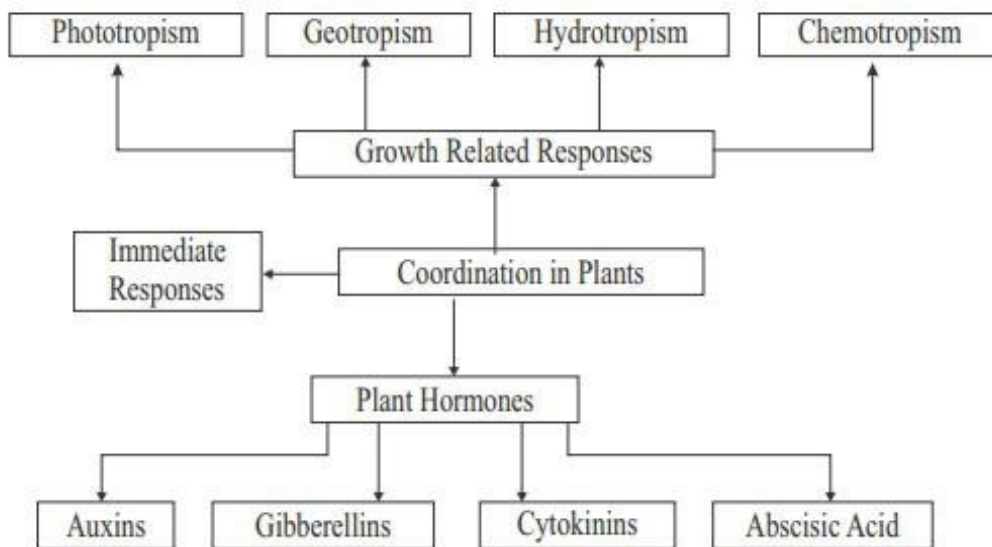 Phototropism
Geotropism
Hydrotropism
Chemotropism
Growth Related Responses
Immediate
Responses
Coordination in Plants
Plant Hormones
Auxins
Gibberellins
Cytokinins
Abscisic Acid